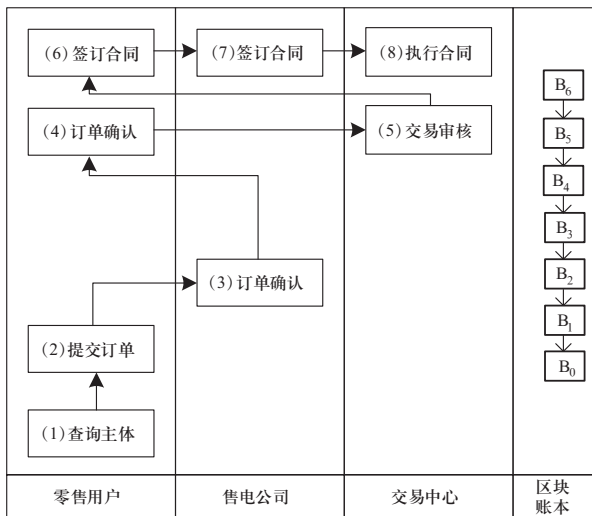 (6)签订合同
(7)签订合同
(8)执行合同
B6
(4)订单确认
(5)交易审核
B5
B4
B3
(3)订单确认
B2
(2)提交订单
B1
B0
(1)查询主体
零售用户
售电公司
交易中心
区块
账本